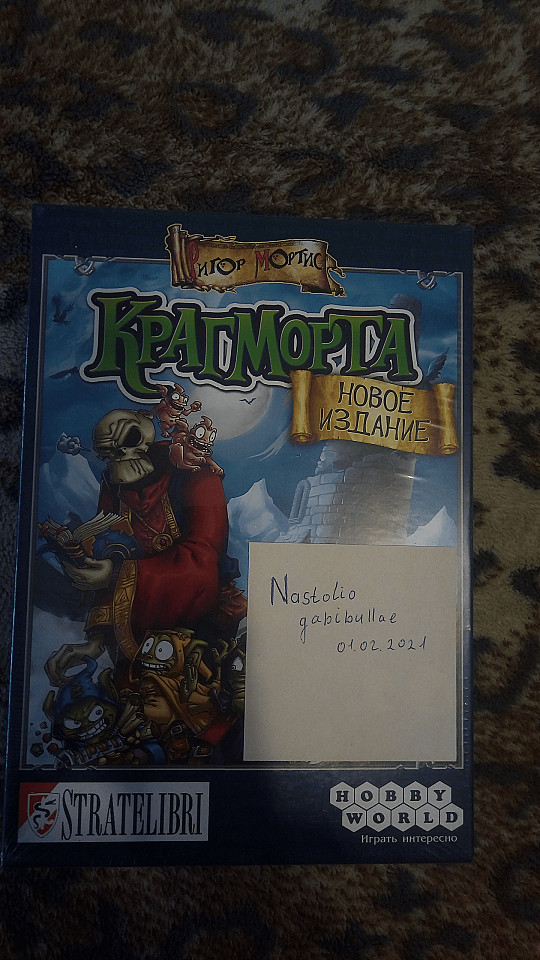 Ригор Мортис
КрагМорта
НОВОЕ
ИЗДАНИЕ
Nastolio
gabibullae
01.02.2021
STRATELIBRI
HOBBY
WORLD
Играть интересно